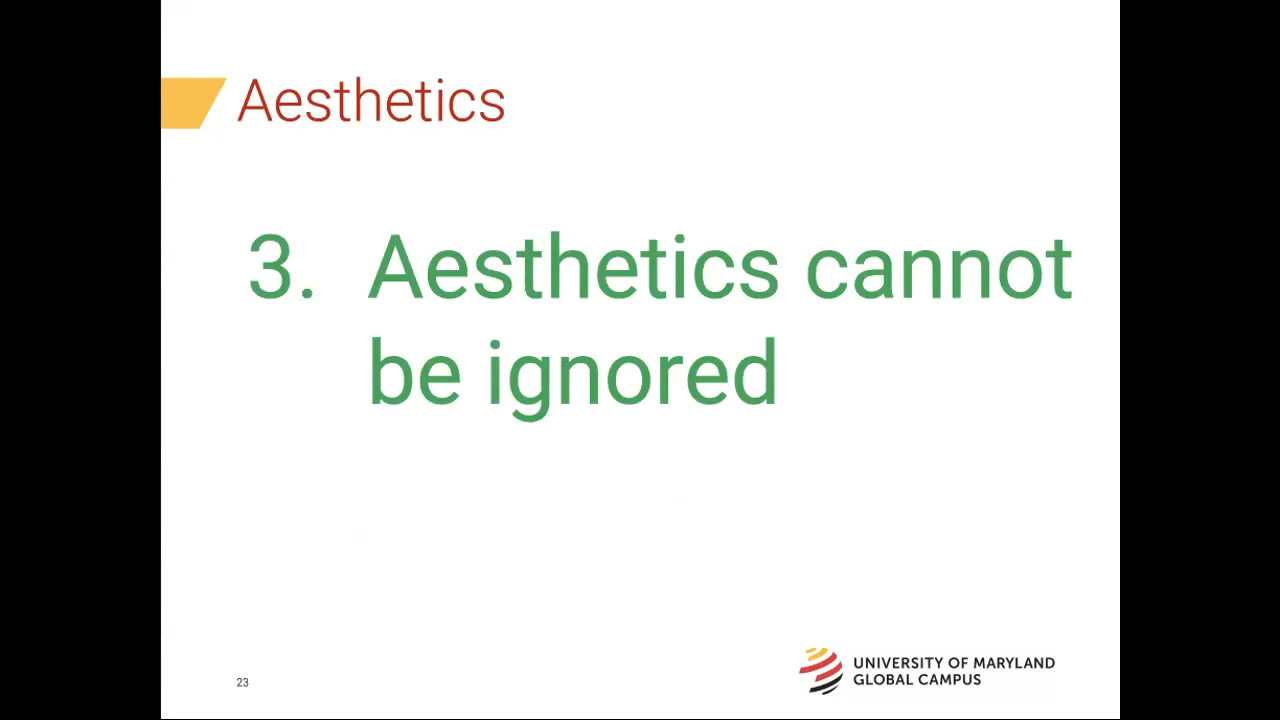 Aesthetics
3. Aesthetics cannot
be ignored
23
UNIVERSITY OF MARYLAND
GLOBAL CAMPUS